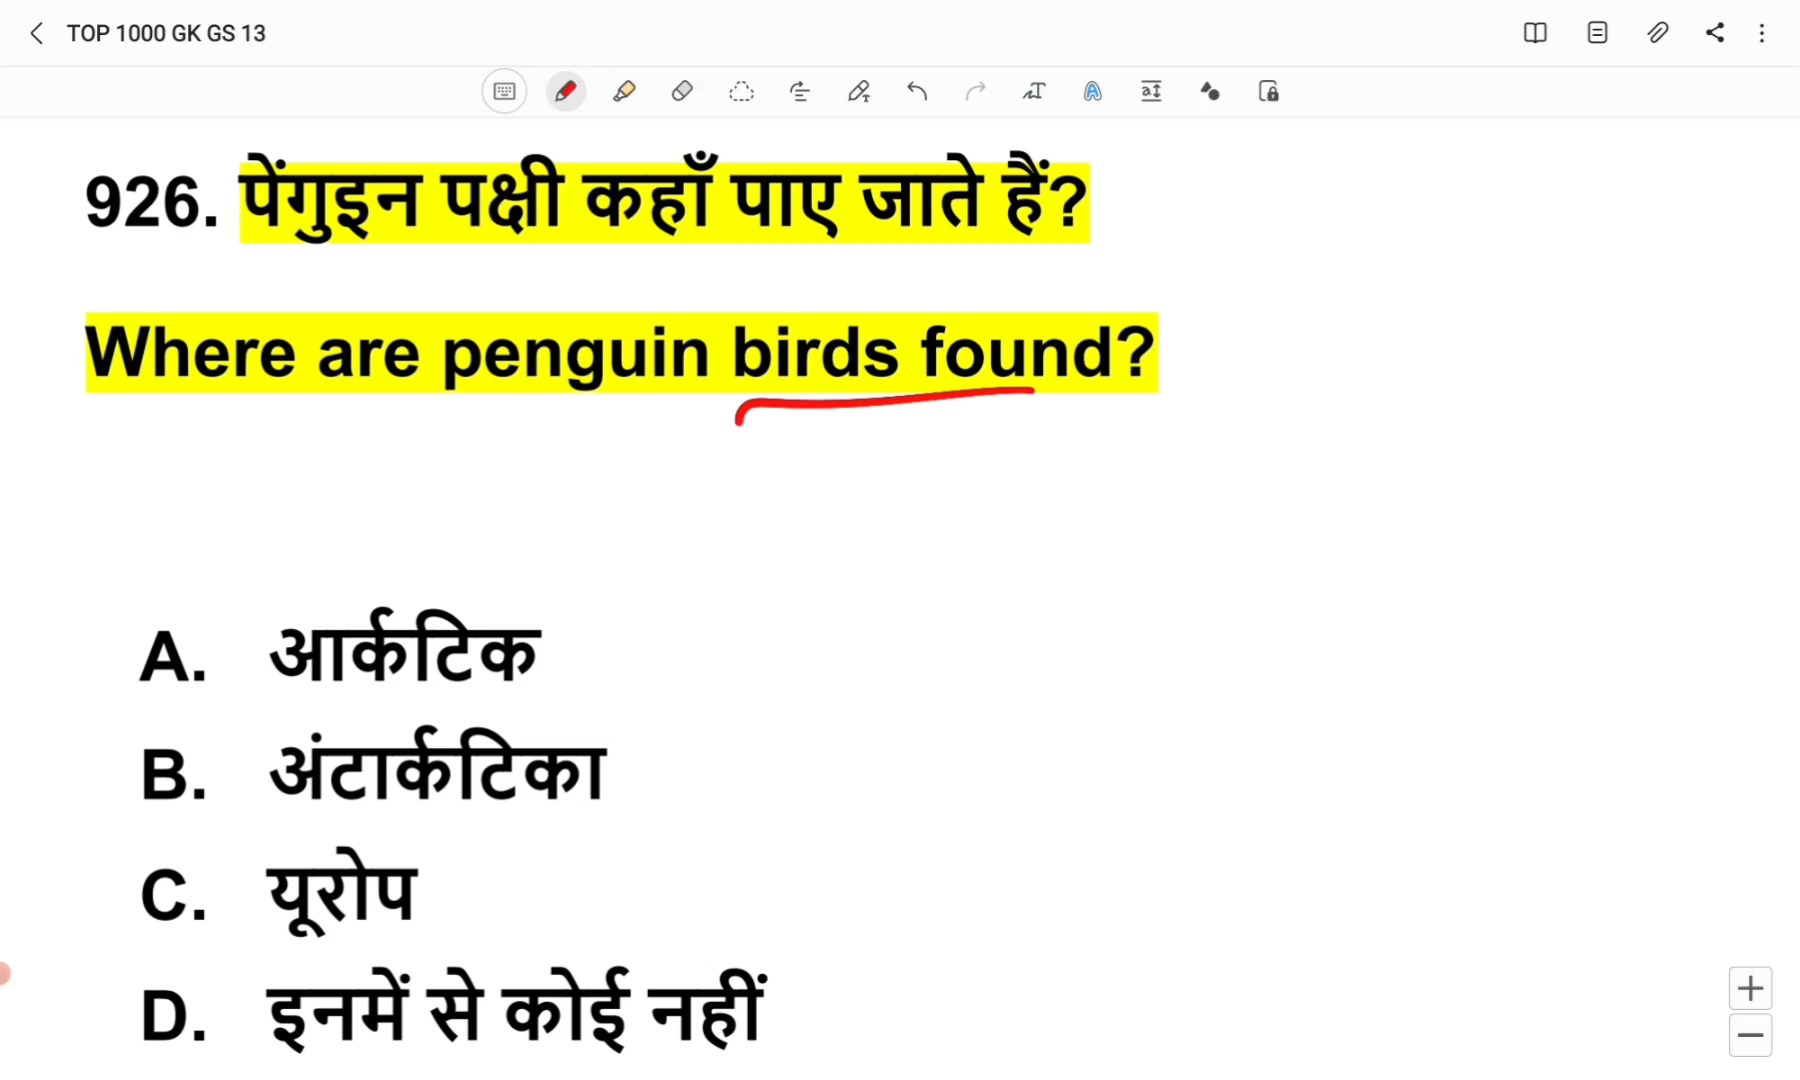 TOP 1000 GK GS 13
926. पेंगुइन पक्षी कहाँ पाए जाते हैं?
Where are penguin birds found?
A. आर्कटिक
B. अंटार्कटिका
C. यूरोप
D. इनमें से कोई नहीं